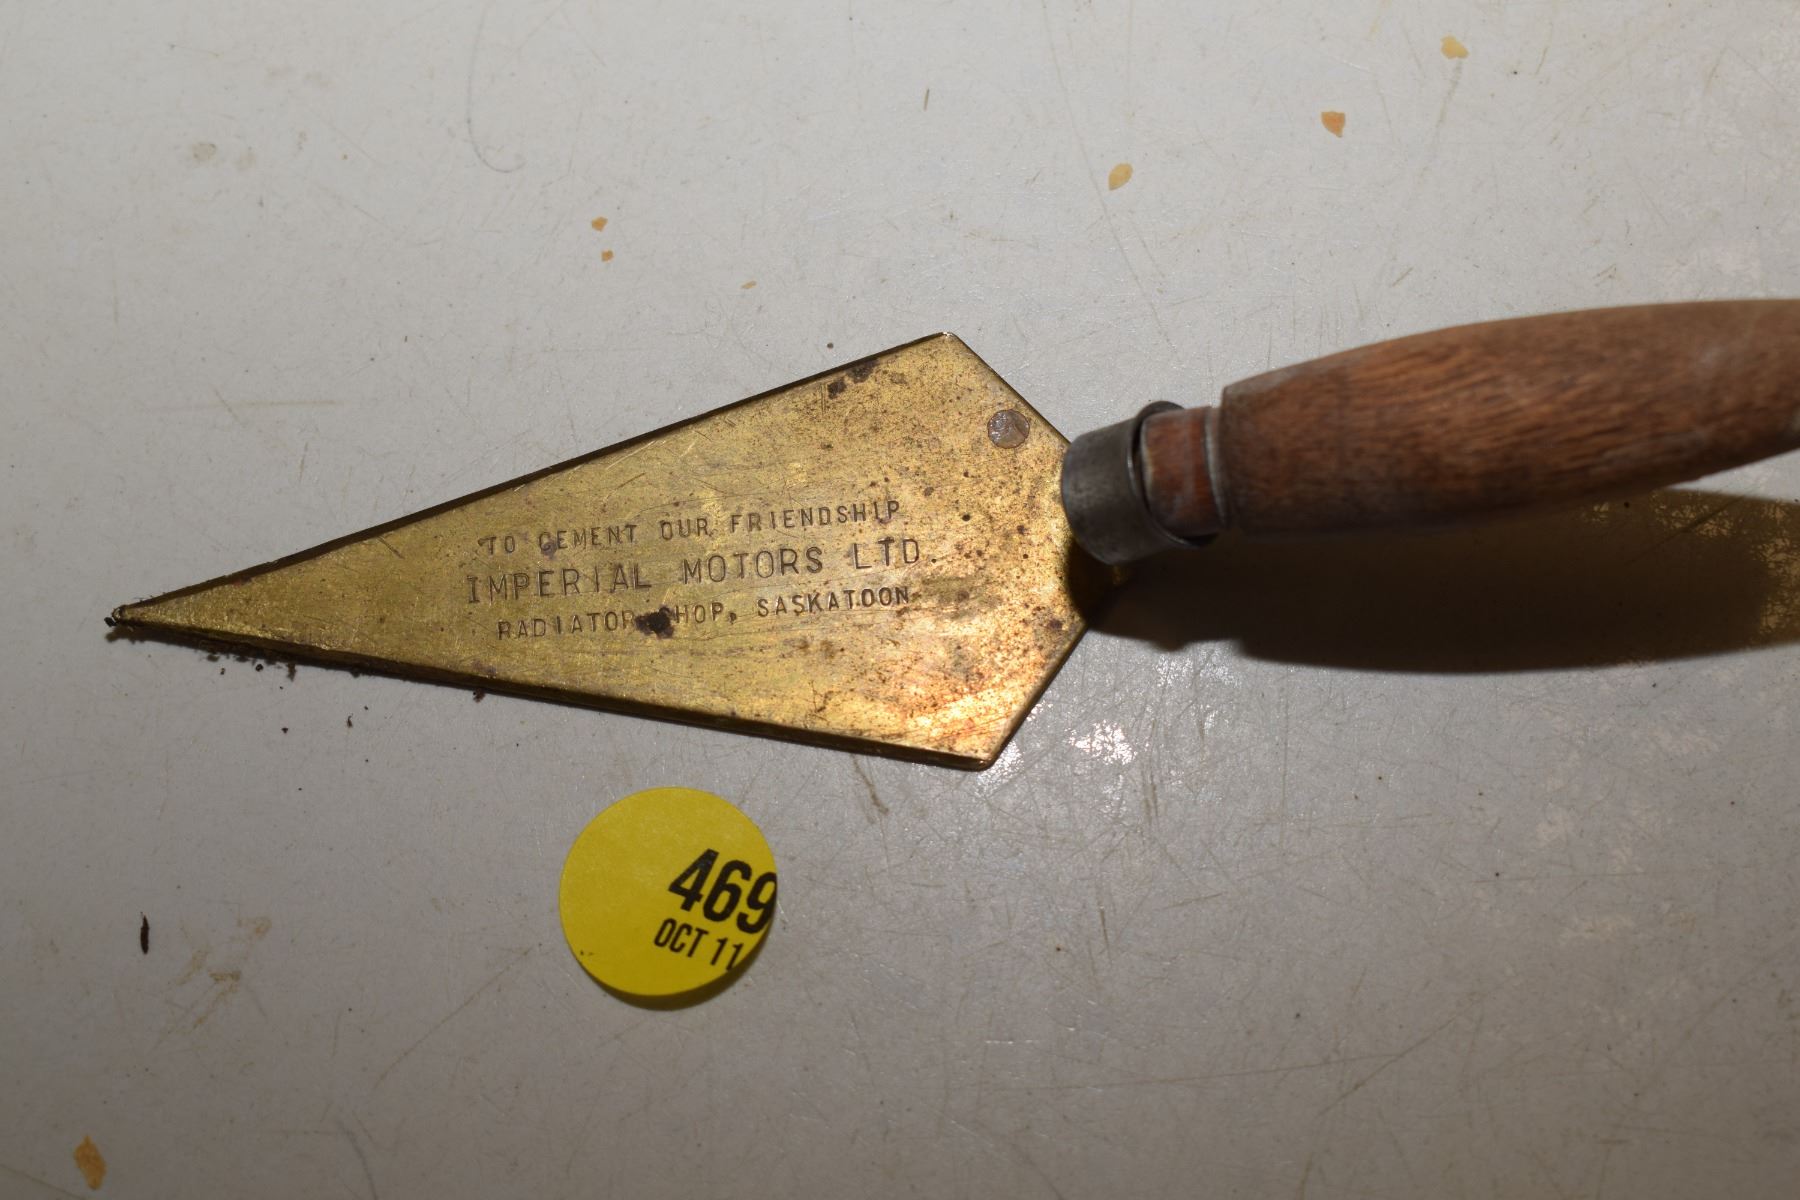 TO CEMENT OUR FRIENDSHIP
IMPERIAL MOTORS LTD.
RADIATOR SHOP, SASKATOON
469
OCT 11